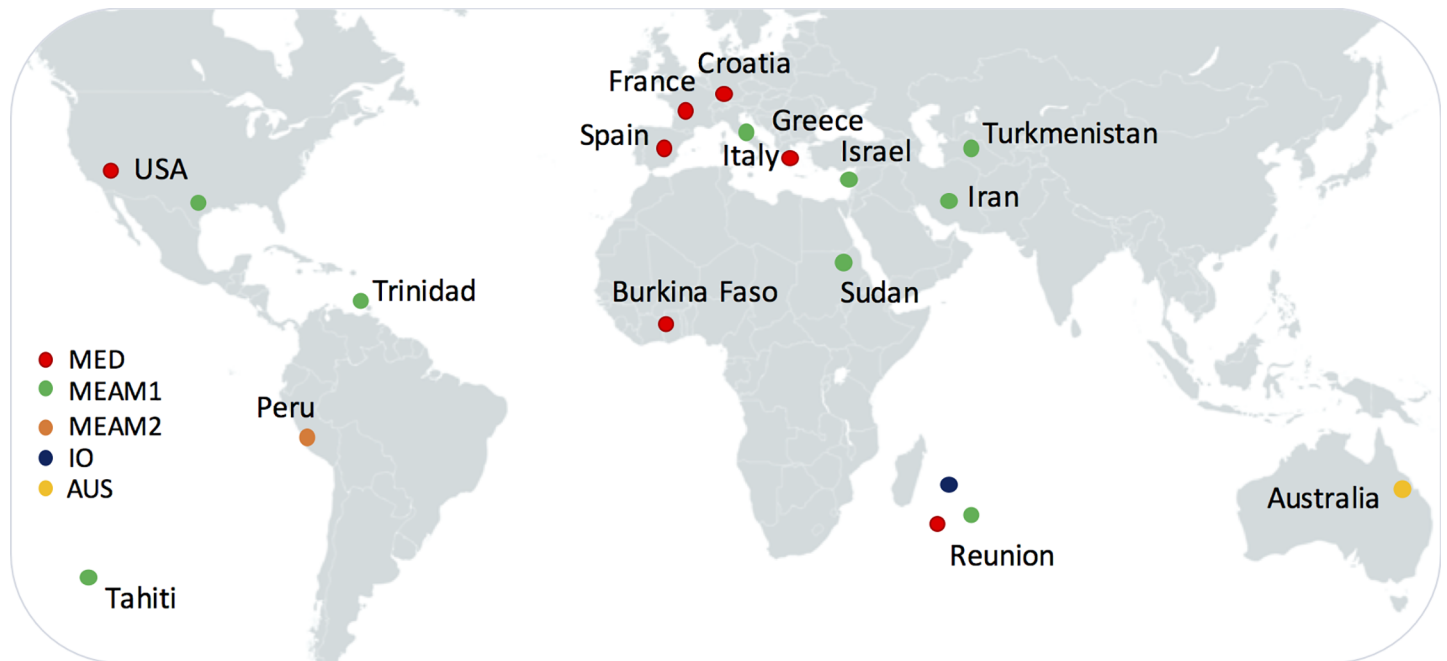 Croatia
France
Greece
Turkmenistan
Spain
Italy
Israel
USA
Iran
Trinidad
Burkina Faso
Sudan
MED
MEAM1
Peru
MEAM2
IO
AUS
Australia
Reunion
Tahiti